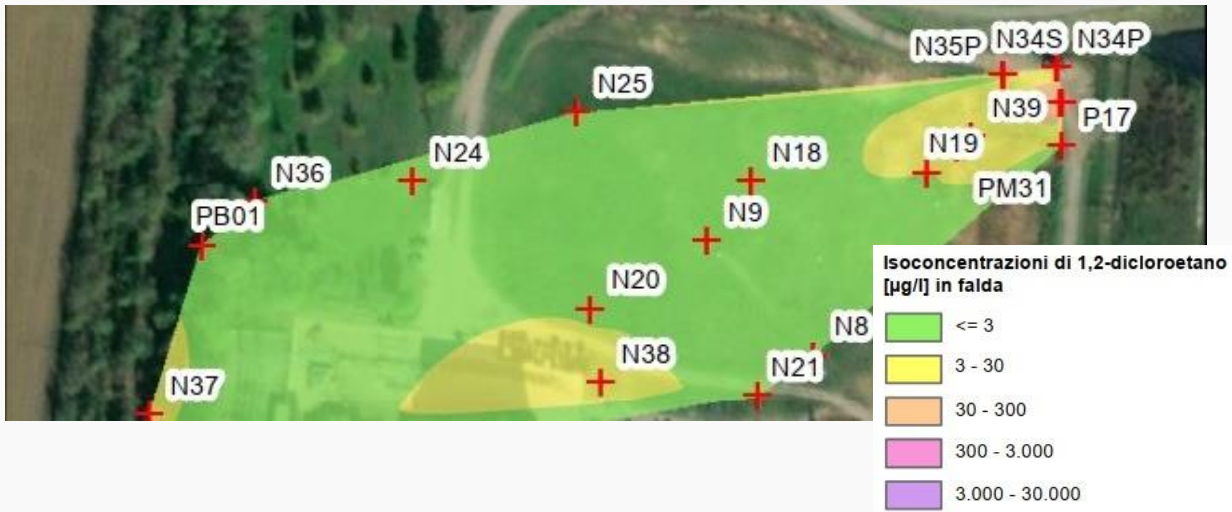 N35P
N34S
N34P
N25
N39
P17
N24
N18
N19
N36
PM31
PB01
N9
N20
N8
N38
N21
N37
Isoconcentrazioni di 1,2-dicloroetano
[µg/l] in falda
<= 3
3 - 30
30 - 300
300 - 3.000
3.000 - 30.000